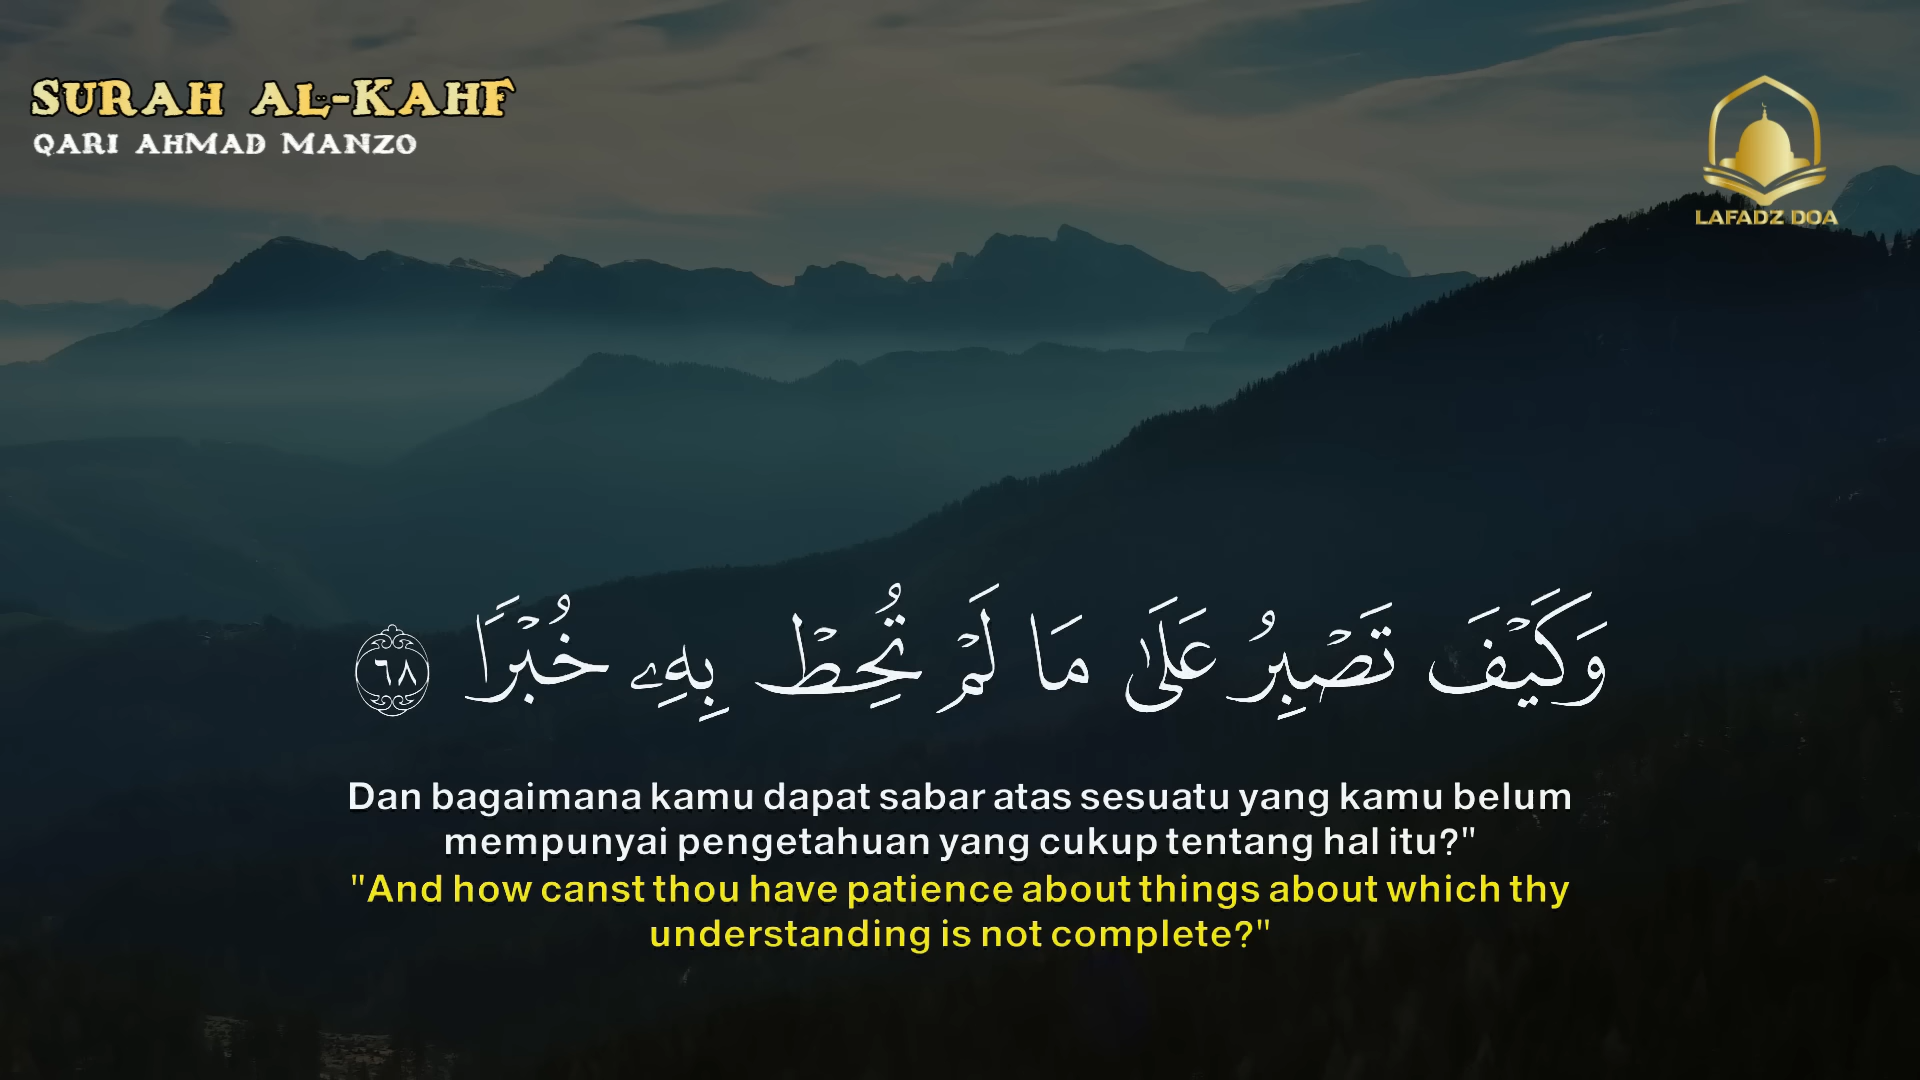 SURAH AL-KAHF
QARI AHMAD MANZO
LAFADZ DOA
وَكَيْفَ تَصْبِرُ عَلَىٰ مَا لَمْ تُحِطْ بِهِۦ خُبْرًا ٦٨
Dan bagaimana kamu dapat sabar atas sesuatu yang kamu belum
mempunyai pengetahuan yang cukup tentang hal itu?"
"And how canst thou have patience about things about which thy
understanding is not complete?"